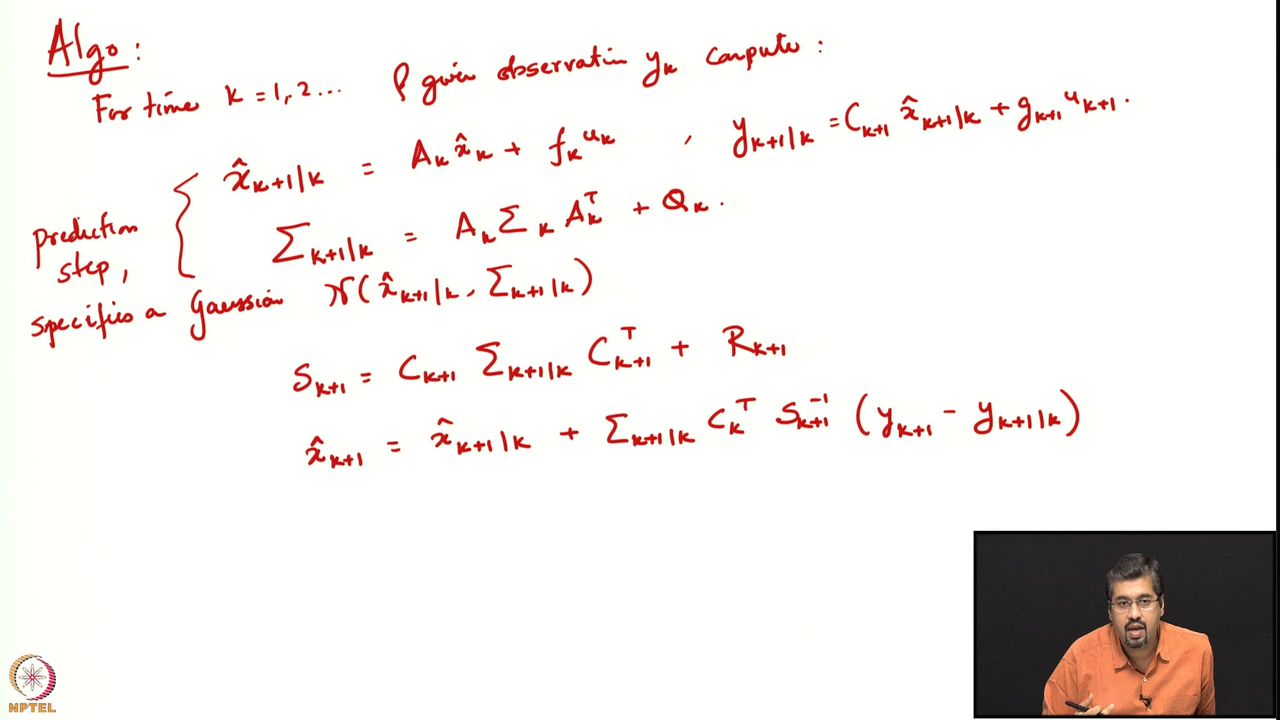 Algo:
For time k = 1, 2 ... & given observatin y_k compute :
x̂_{k+1|k} = A_k x̂_k + f_k u_k , y_{k+1|k} = C_{k+1} x̂_{k+1|k} + g_{k+1} u_{k+1}.
Σ_{k+1|k} = A_k Σ_k A_k^T + Q_k .
prediction
step,
specifies a Gaussian N(x̂_{k+1|k}, Σ_{k+1|k})
S_{k+1} = C_{k+1} Σ_{k+1|k} C_{k+1}^T + R_{k+1}
x̂_{k+1} = x̂_{k+1|k} + Σ_{k+1|k} C_k^T S_{k+1}^{-1} (y_{k+1} - y_{k+1|k})
NPTEL